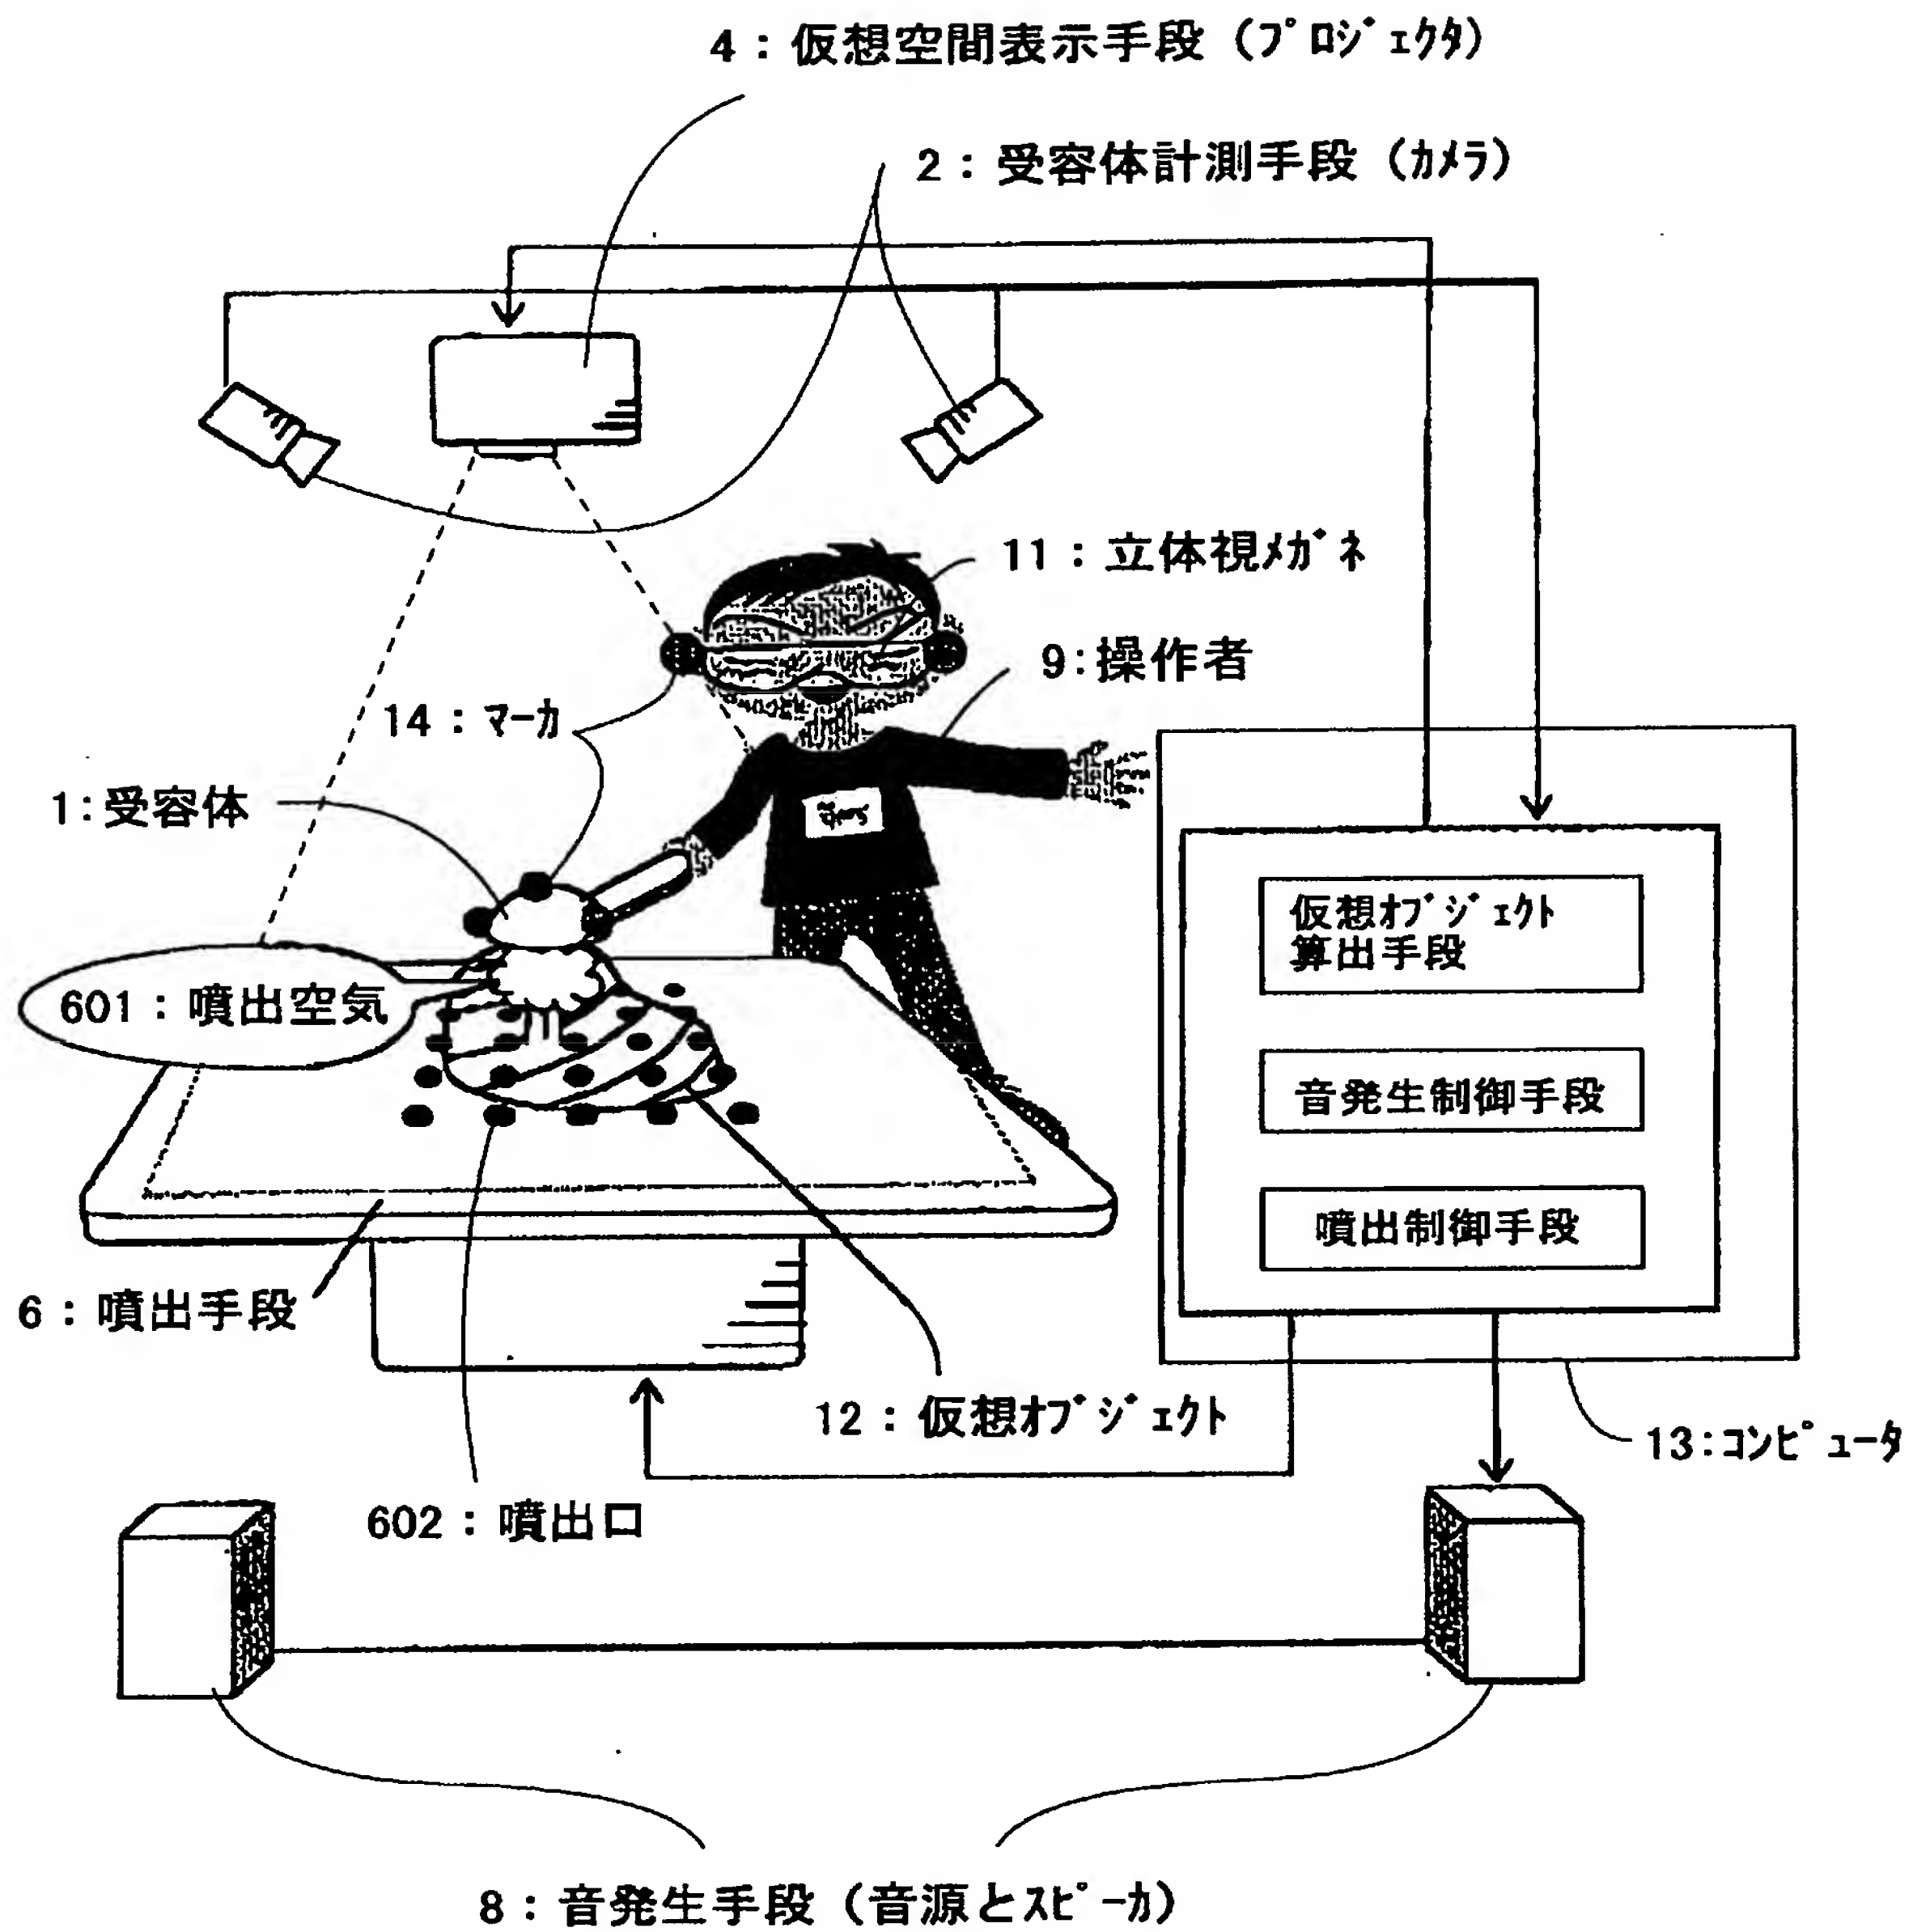 4：仮想空間表示手段（ﾌﾟﾛｼﾞｪｸﾀ）
2：受容体計測手段（ｶﾒﾗ）
11：立体視ﾒｶﾞﾈ
9：操作者
14：ﾏｰｶ
1：受容体
仮想ｵﾌﾞｼﾞｪｸﾄ
算出手段
601：噴出空気
音発生制御手段
噴出制御手段
6：噴出手段
12：仮想ｵﾌﾞｼﾞｪｸﾄ
13：ｺﾝﾋﾟｭｰﾀ
602：噴出口
8：音発生手段（音源とｽﾋﾟｰｶ）